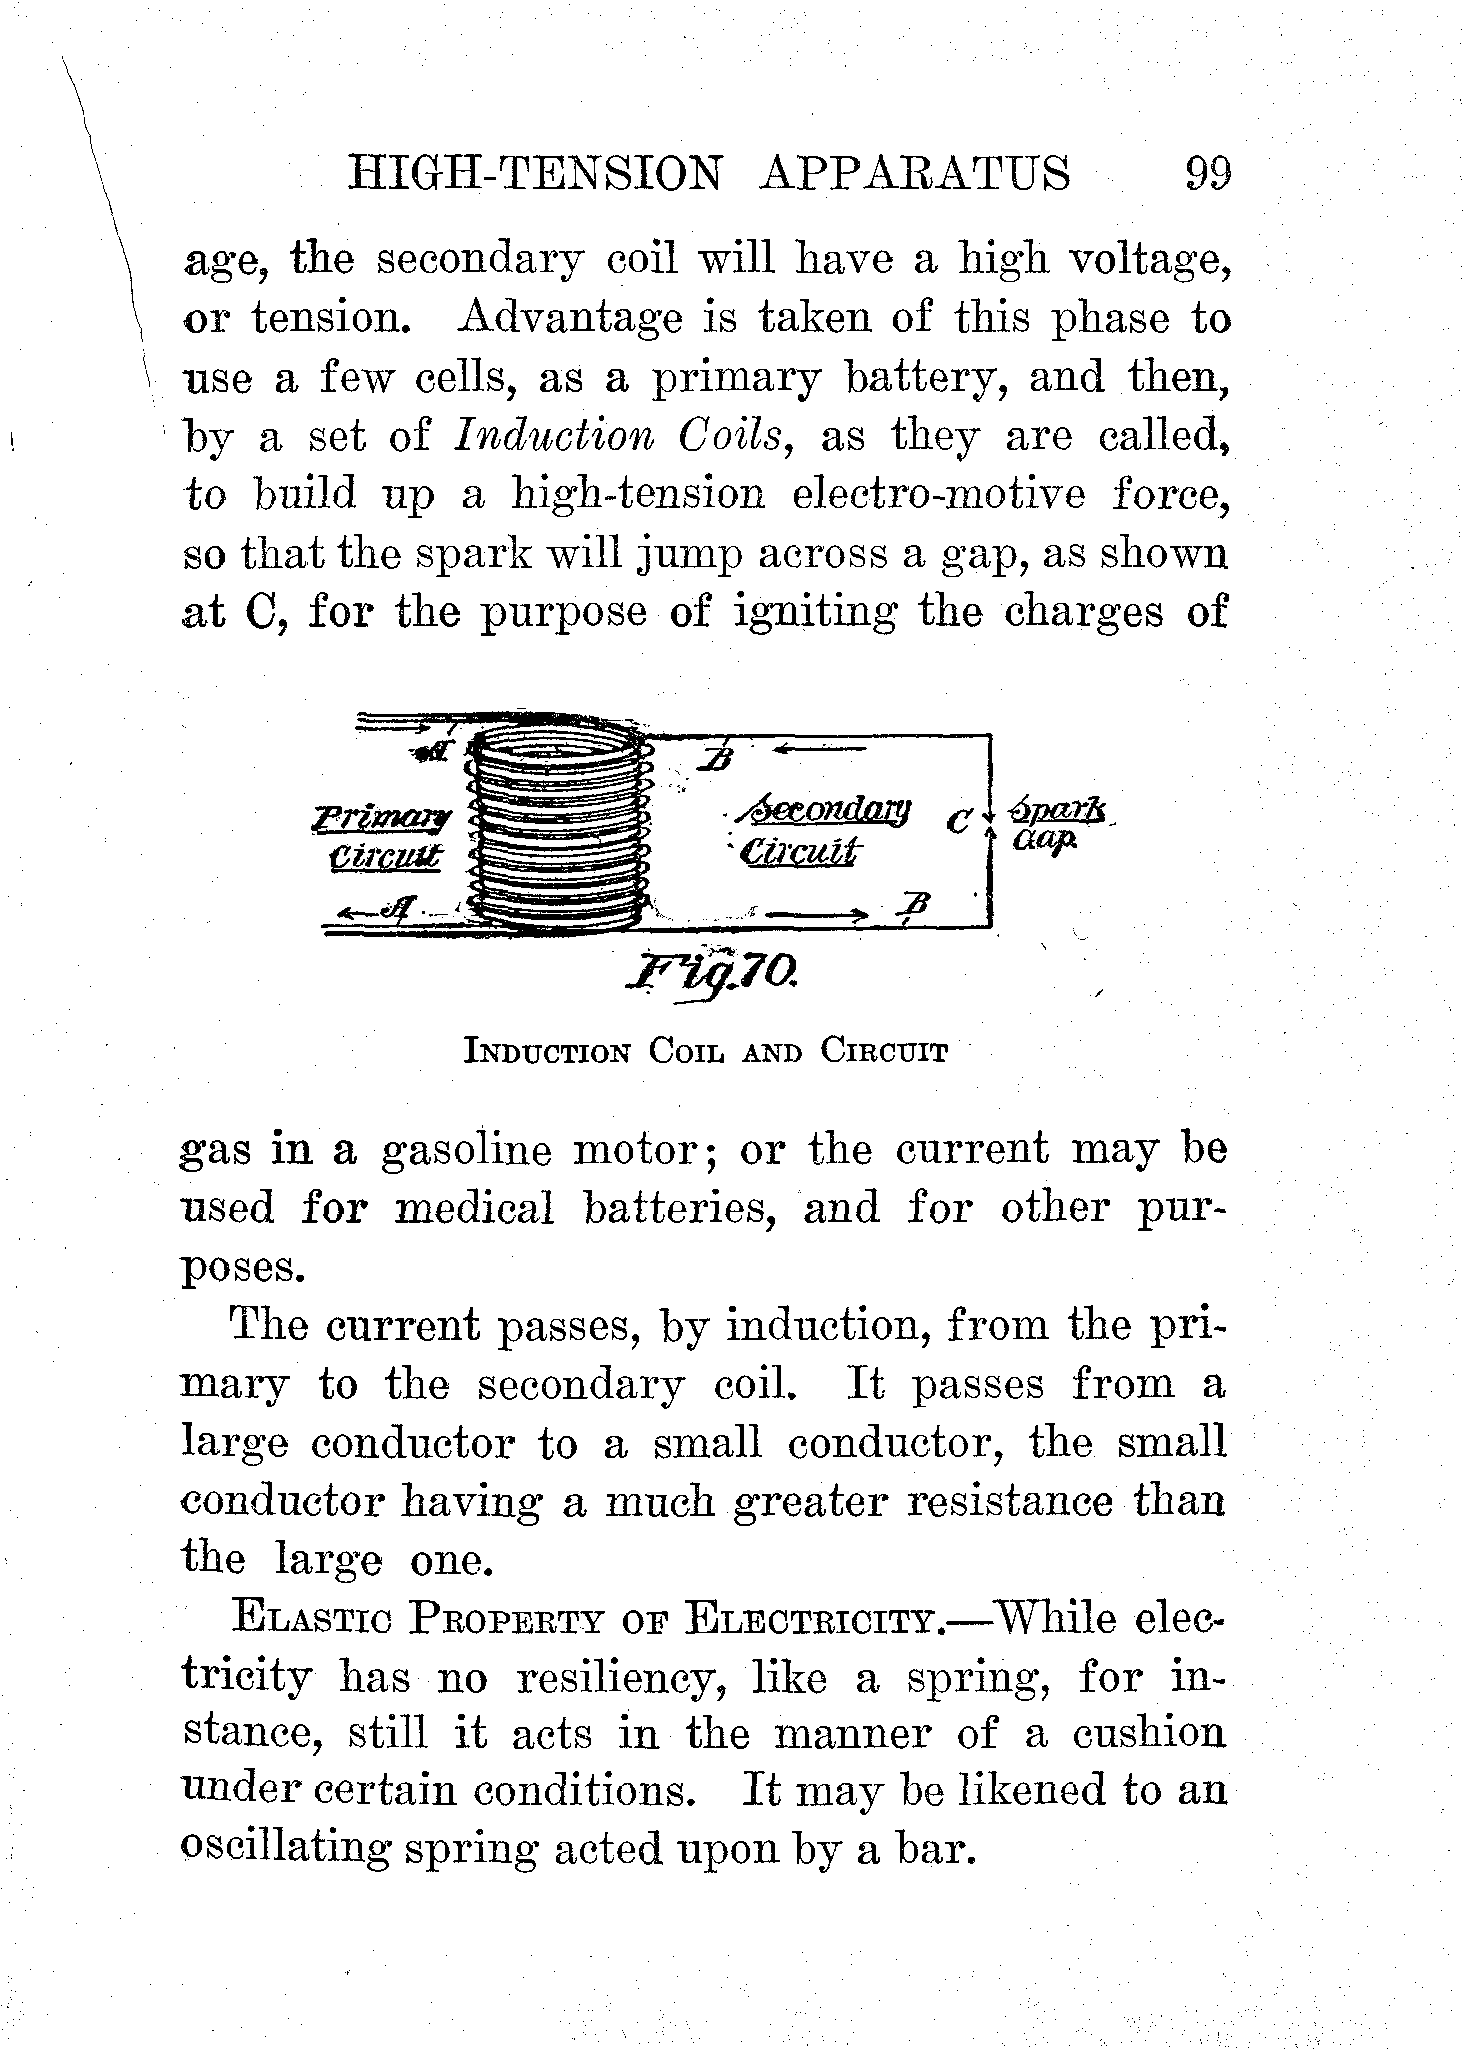 HIGH-TENSION APPARATUS 99
age, the secondary coil will have a high voltage,
or tension. Advantage is taken of this phase to
use a few cells, as a primary battery, and then,
by a set of Induction Coils, as they are called,
to build up a high-tension electro-motive force,
so that the spark will jump across a gap, as shown
at C, for the purpose of igniting the charges of
A
B
Primary
Circuit
Secondary
Circuit
C
Spark
Gap.
A
B
Fig. 70.
INDUCTION COIL AND CIRCUIT
gas in a gasoline motor; or the current may be
used for medical batteries, and for other pur-
poses.
The current passes, by induction, from the pri-
mary to the secondary coil. It passes from a
large conductor to a small conductor, the small
conductor having a much greater resistance than
the large one.
ELASTIC PROPERTY OF ELECTRICITY.—While elec-
tricity has no resiliency, like a spring, for in-
stance, still it acts in the manner of a cushion
under certain conditions. It may be likened to an
oscillating spring acted upon by a bar.